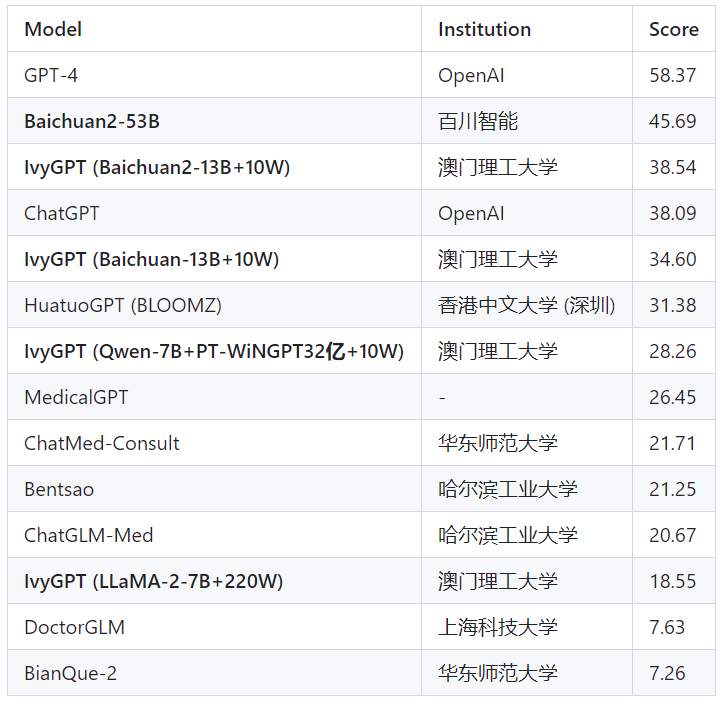 Model Institution Score
GPT-4 OpenAI 58.37
Baichuan2-53B 百川智能 45.69
IvyGPT (Baichuan2-13B+10W) 澳门理工大学 38.54
ChatGPT OpenAI 38.09
IvyGPT (Baichuan-13B+10W) 澳门理工大学 34.60
HuatuoGPT (BLOOMZ) 香港中文大学 (深圳) 31.38
IvyGPT (Qwen-7B+PT-WiNGPT32亿+10W) 澳门理工大学 28.26
MedicalGPT - 26.45
ChatMed-Consult 华东师范大学 21.71
Bentsao 哈尔滨工业大学 21.25
ChatGLM-Med 哈尔滨工业大学 20.67
IvyGPT (LLaMA-2-7B+220W) 澳门理工大学 18.55
DoctorGLM 上海科技大学 7.63
BianQue-2 华东师范大学 7.26